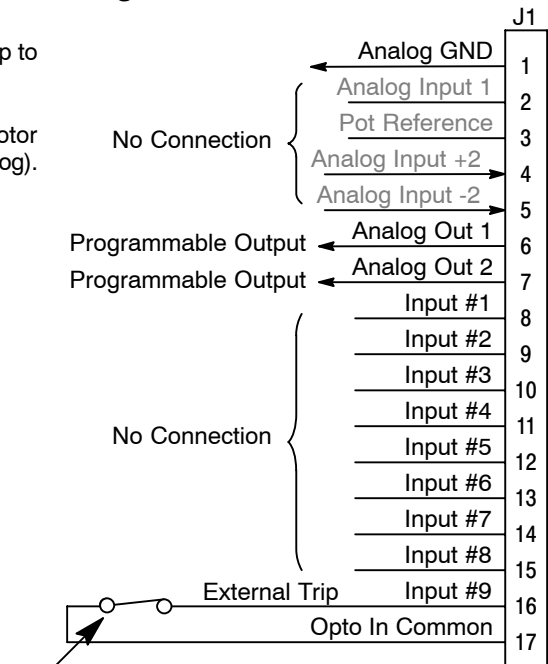 J1
p to
otor
og).
Analog GND 1
Analog Input 1 2
Pot Reference 3
No Connection
Analog Input +2 4
Analog Input -2 5
Programmable Output Analog Out 1 6
Programmable Output Analog Out 2 7
Input #1 8
Input #2 9
Input #3 10
Input #4 11
No Connection
Input #5 12
Input #6 13
Input #7 14
Input #8 15
External Trip Input #9 16
Opto In Common 17